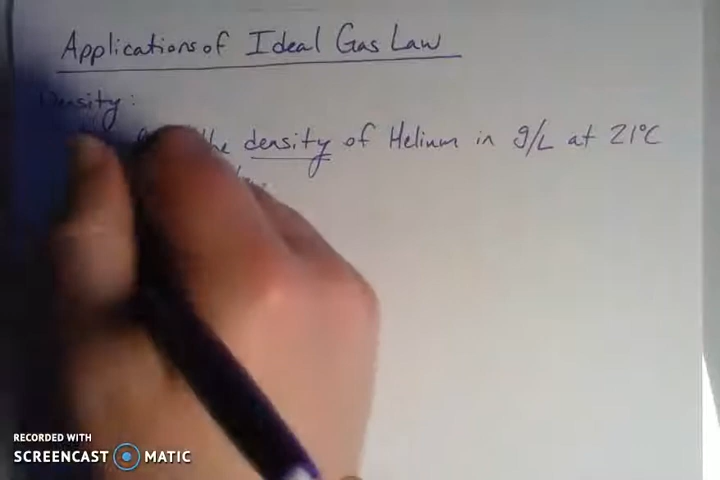 Applications of Ideal Gas Law
Density:
the density of Helium in g/L at 21°C
RECORDED WITH
SCREENCAST MATIC